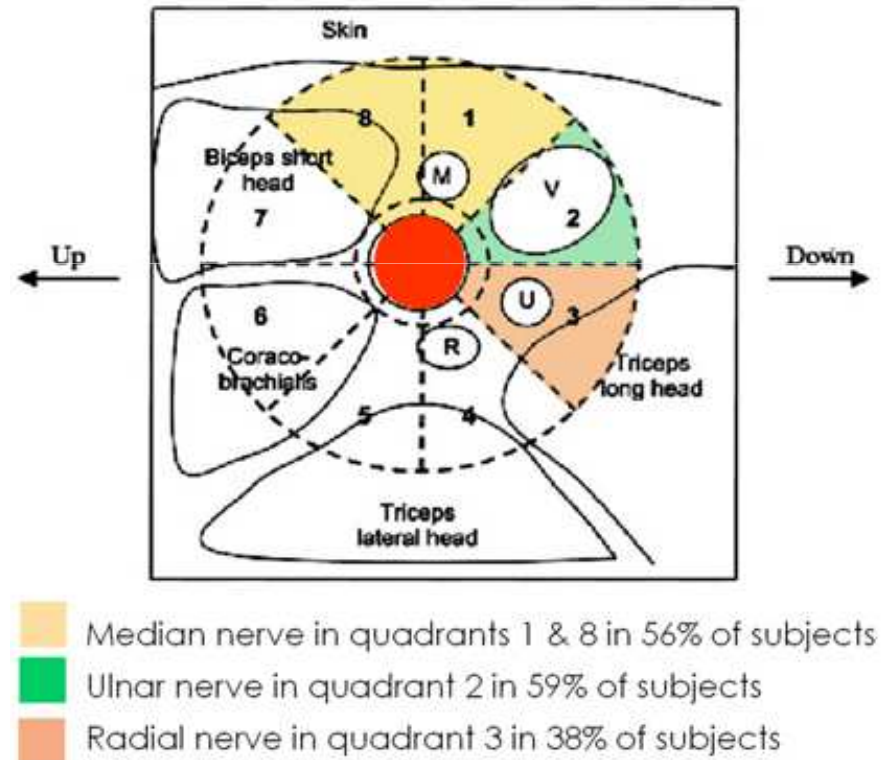 Skin
8
1
Biceps short
head
M
V
2
7
Up
Down
6
U
3
Coraco-
brachialis
R
Triceps
long head
5
4
Triceps
lateral head
Median nerve in quadrants 1 & 8 in 56% of subjects
Ulnar nerve in quadrant 2 in 59% of subjects
Radial nerve in quadrant 3 in 38% of subjects